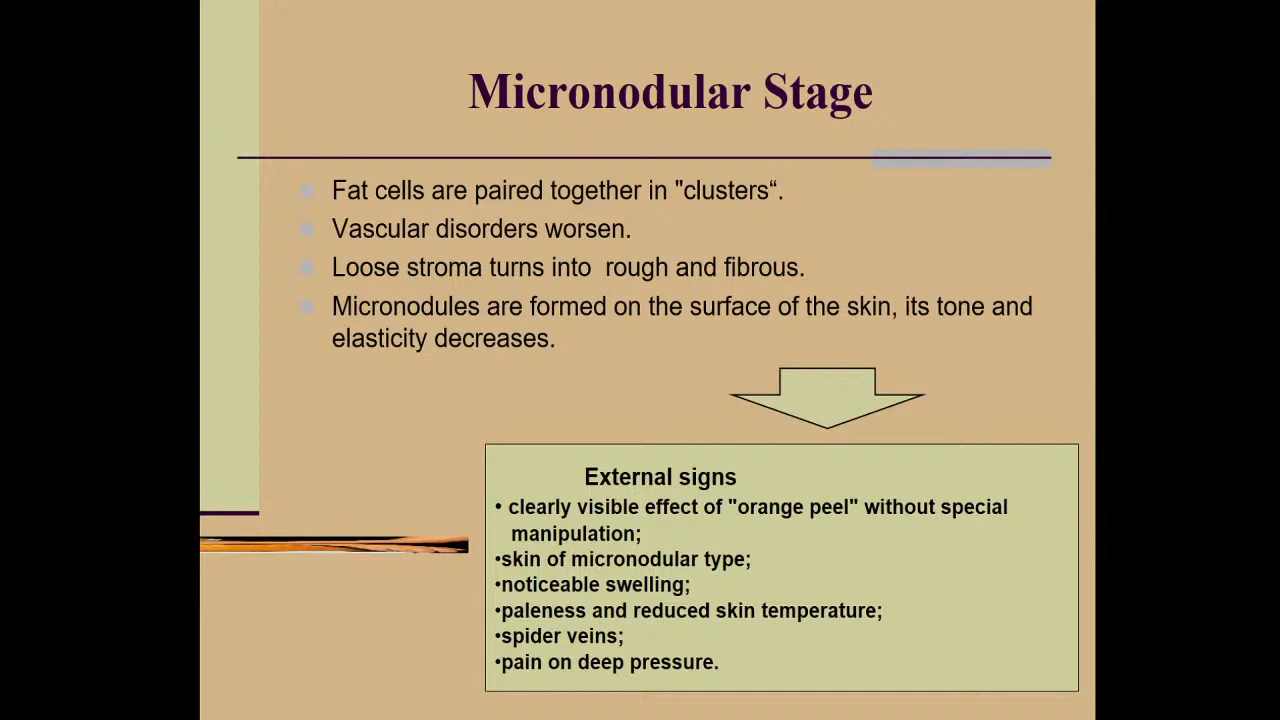 Micronodular Stage
Fat cells are paired together in "clusters“.
Vascular disorders worsen.
Loose stroma turns into  rough and fibrous.
Micronodules are formed on the surface of the skin, its tone and
elasticity decreases.
External signs
• clearly visible effect of "orange peel" without special
manipulation;
•skin of micronodular type;
•noticeable swelling;
•paleness and reduced skin temperature;
•spider veins;
•pain on deep pressure.